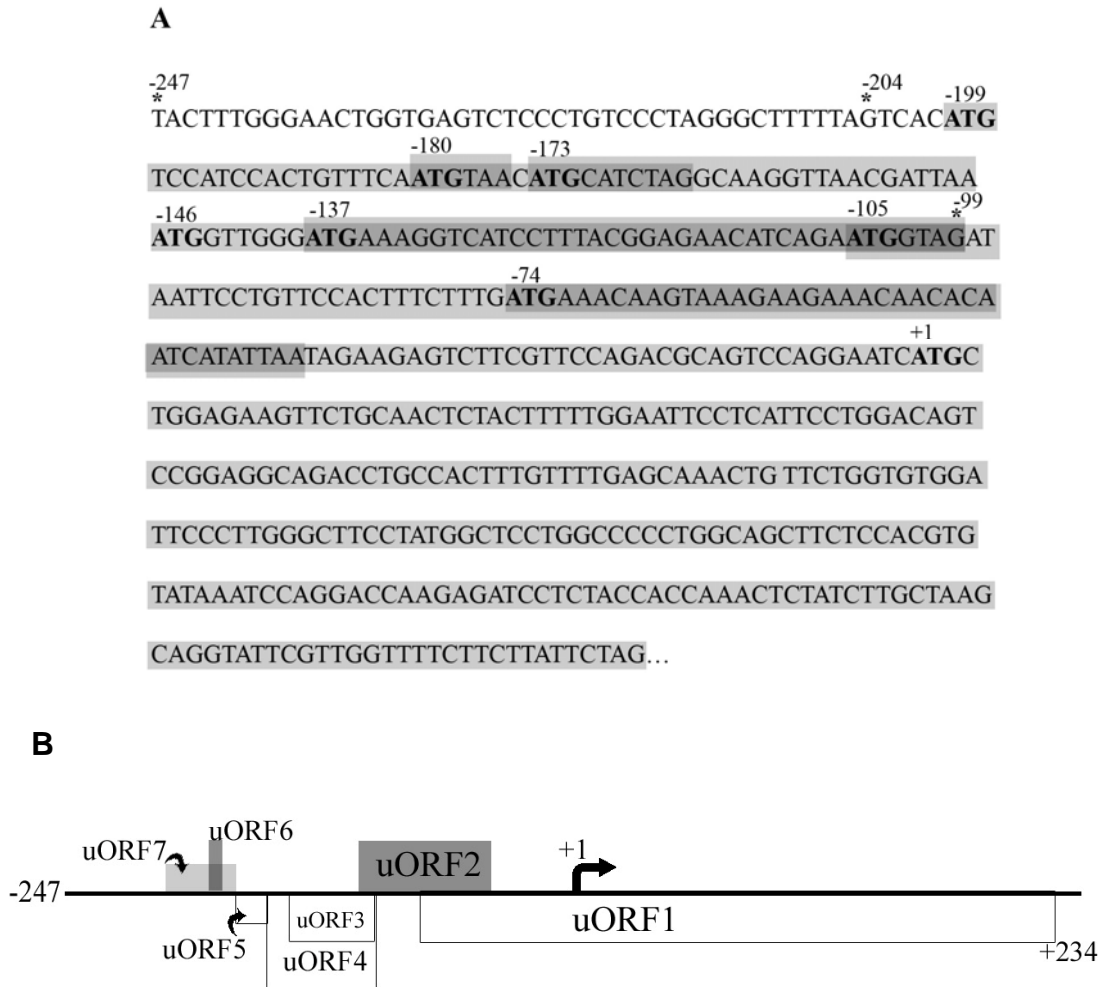 A
-247 -204 -199
* *
TACTTTGGGAACTGGTGAGTCTCCCTGTCCCTAGGGCTTTTTAGTCACATG
-180 -173
TCCATCCACTGTTTCAATGTAACATGCATCTAGGCAAGGTTAACGATTAA
-146 -137 -105 -99
*
ATGGTTGGGATGAAAGGTCATCCTTTACGGAGAACATCAGAATGGTAGAT
-74
AATTCCTGTTCCACTTTCTTTGATGAAACAAGTAAAGAAGAAACAACACA
+1
ATCATATTAATAGAAGAGTCTTCGTTCCAGACGCAGTCCAGGAATCATGC
TGGAGAAGTTCTGCAACTCTACTTTTTGGAATTCCTCATTCCTGGACAGT
CCGGAGGCAGACCTGCCACTTTGTTTTGAGCAAACTG TTCTGGTGTGGA
TTCCCTTGGGCTTCCTATGGCTCCTGGCCCCCTGGCAGCTTCTCCACGTG
TATAAATCCAGGACCAAGAGATCCTCTACCACCAAACTCTATCTTGCTAAG
CAGGTATTCGTTGGTTTTCTTCTTATTCTAG...
B
uORF7 uORF6
uORF2
+1
-247
uORF5
uORF3
uORF4
uORF1
+234